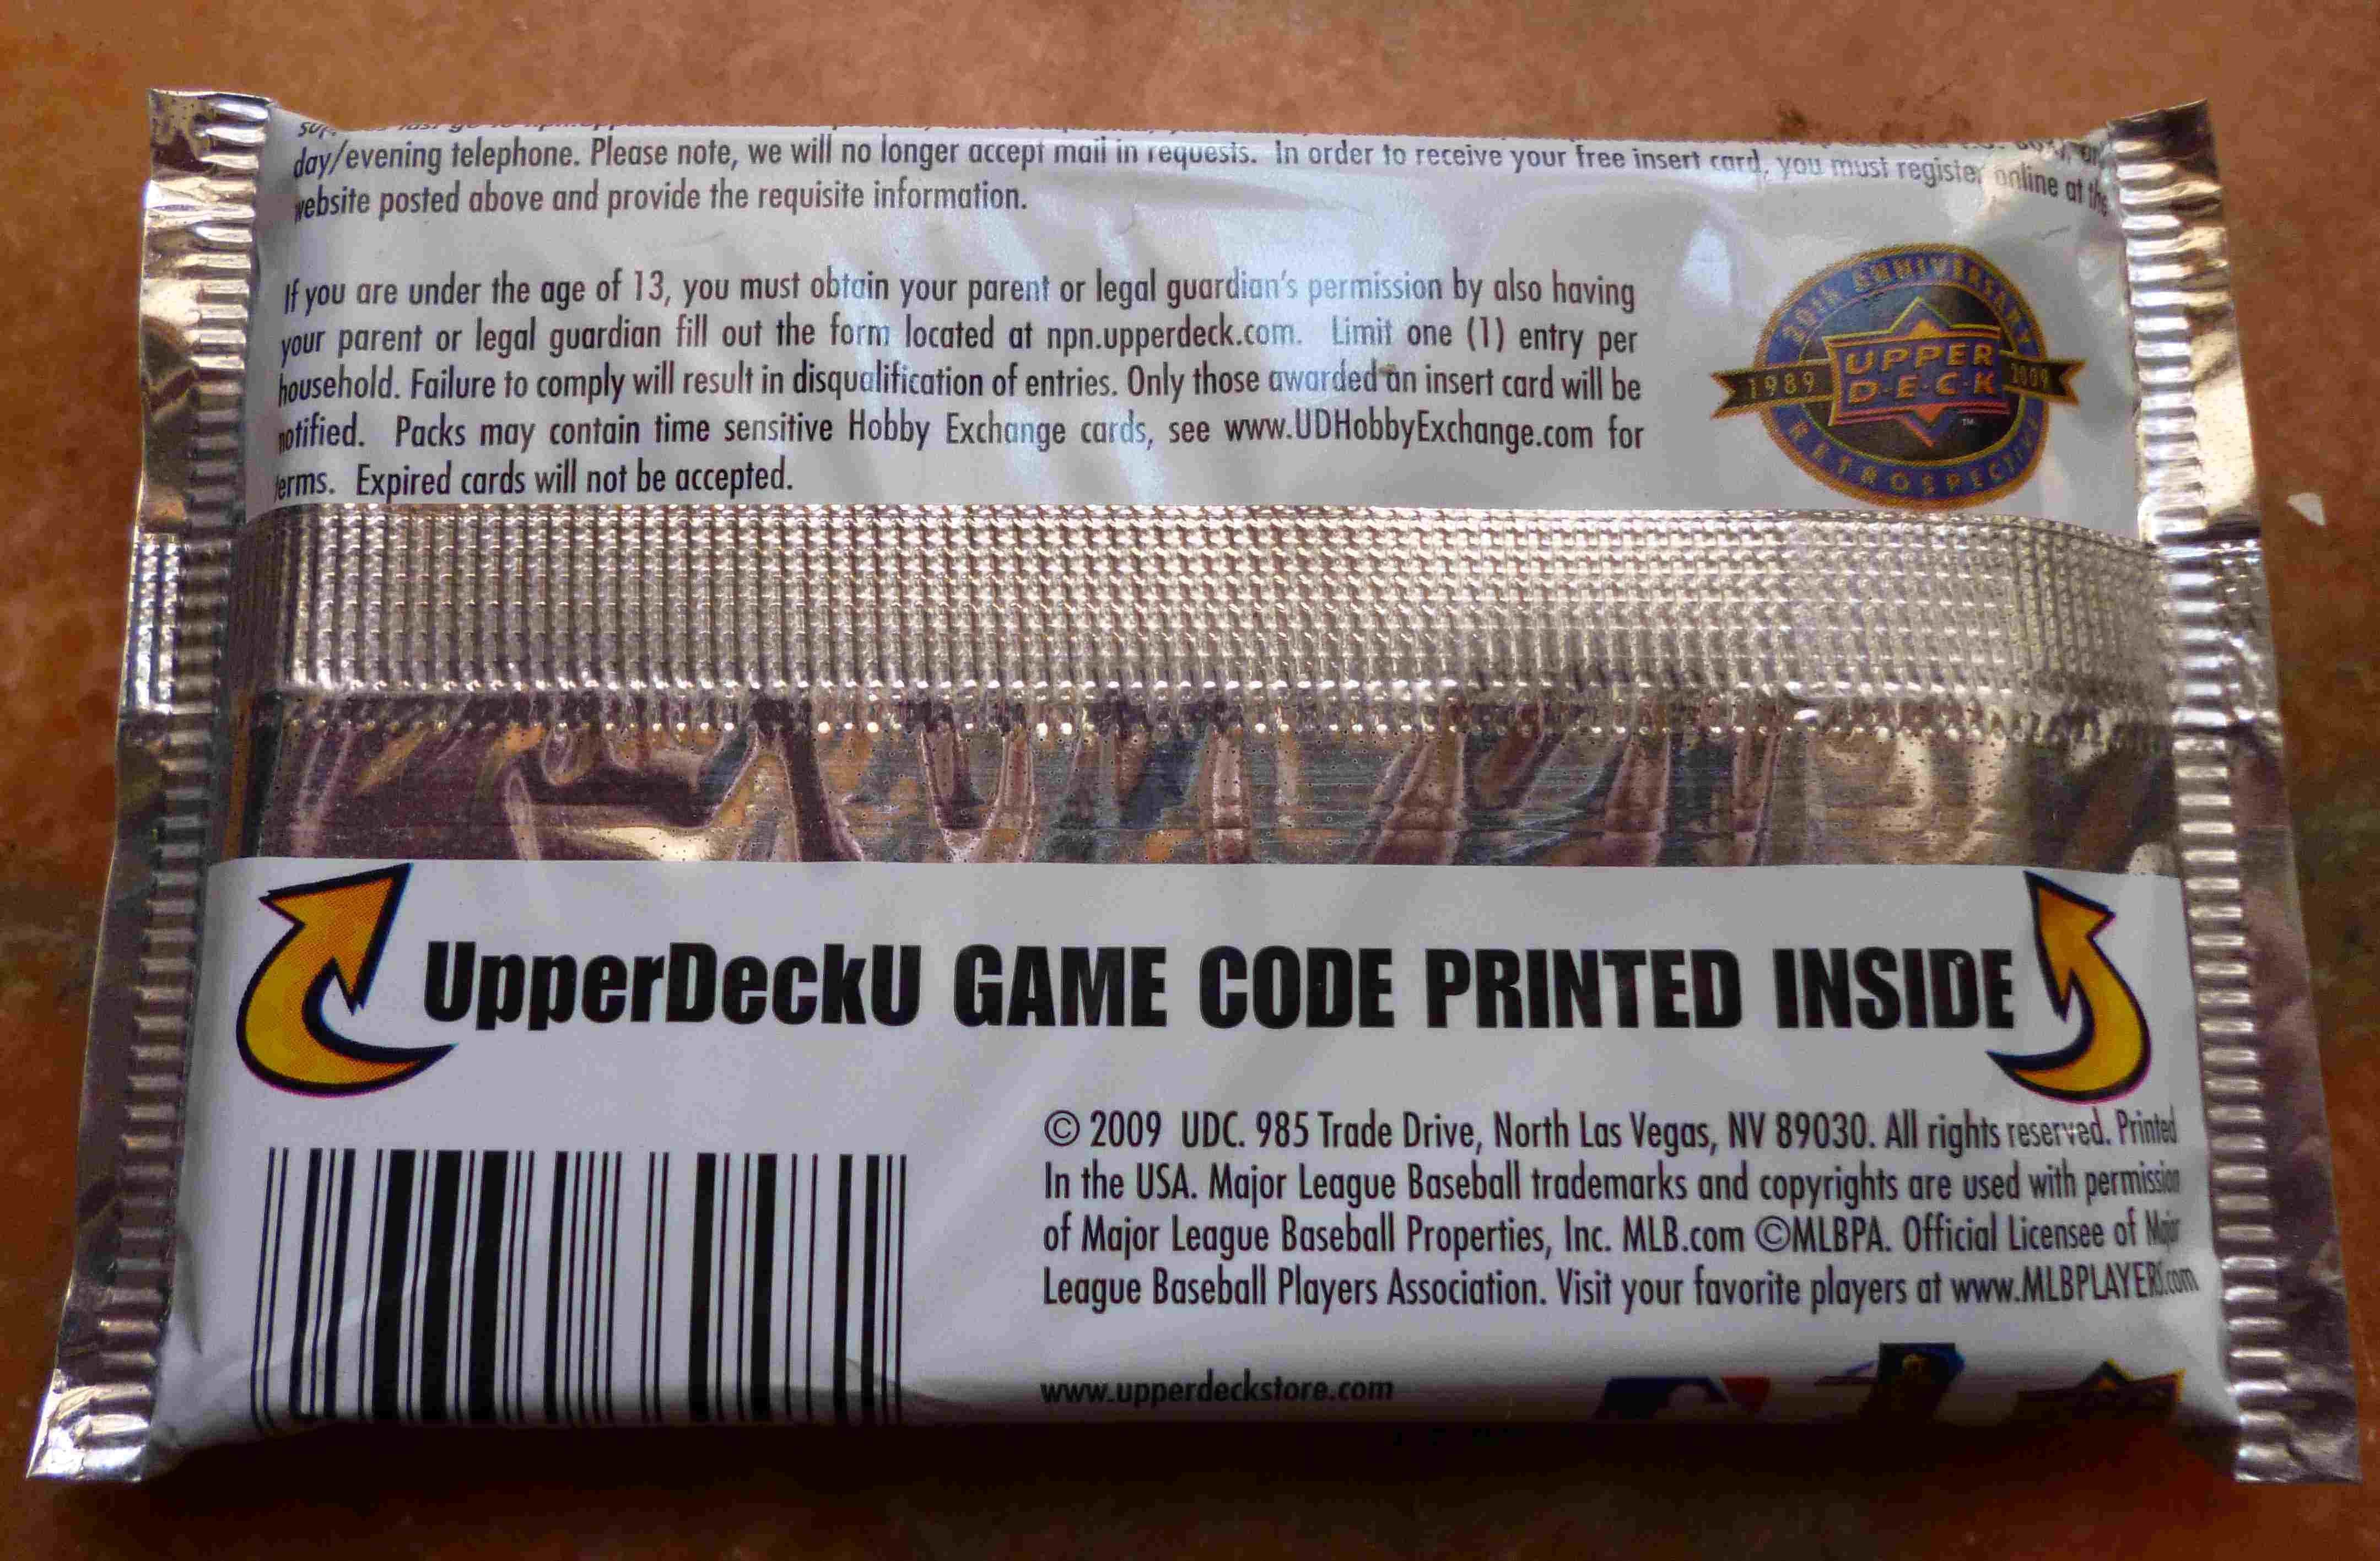 day/evening telephone. Please note, we will no longer accept mail in requests. In order to receive your free insert card, you must register online at the
website posted above and provide the requisite information.
If you are under the age of 13, you must obtain your parent or legal guardian's permission by also having
your parent or legal guardian fill out the form located at npn.upperdeck.com. Limit one (1) entry per
household. Failure to comply will result in disqualification of entries. Only those awarded an insert card will be
notified. Packs may contain time sensitive Hobby Exchange cards, see www.UDHobbyExchange.com for
terms. Expired cards will not be accepted.
20TH ANNIVERSARY
UPPER
1989 D·E·C·K 2009
TM
RETROSPECTIVE
UpperDeckU GAME CODE PRINTED INSIDE
© 2009 UDC. 985 Trade Drive, North Las Vegas, NV 89030. All rights reserved. Printed
In the USA. Major League Baseball trademarks and copyrights are used with permission
of Major League Baseball Properties, Inc. MLB.com ©MLBPA. Official Licensee of Major
League Baseball Players Association. Visit your favorite players at www.MLBPLAYERS.com
www.upperdeckstore.com